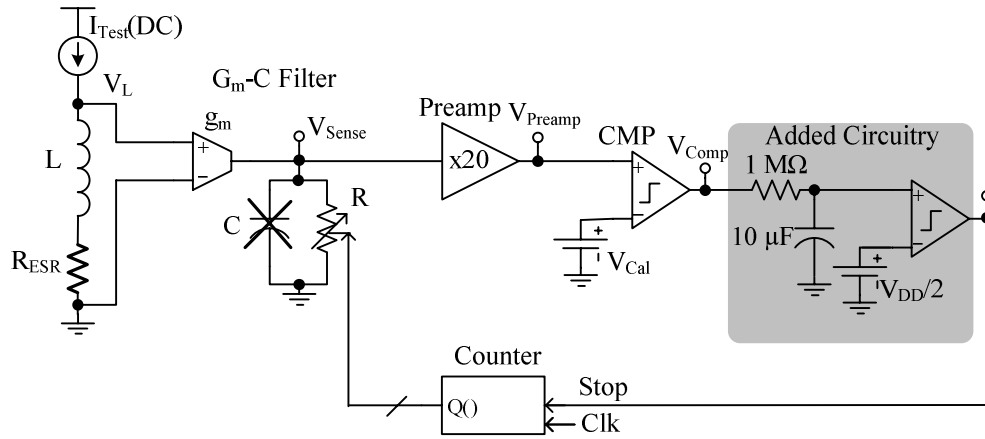 I_Test(DC)
V_L
G_m-C Filter
g_m
+
−
V_Sense
L
R_ESR
C
R
Preamp
x20
V_Preamp
CMP
+
−
+
V_Cal
V_Comp
Added Circuitry
1 MΩ
10 µF
+
−
+
V_DD/2
Counter
Q()
Stop
Clk